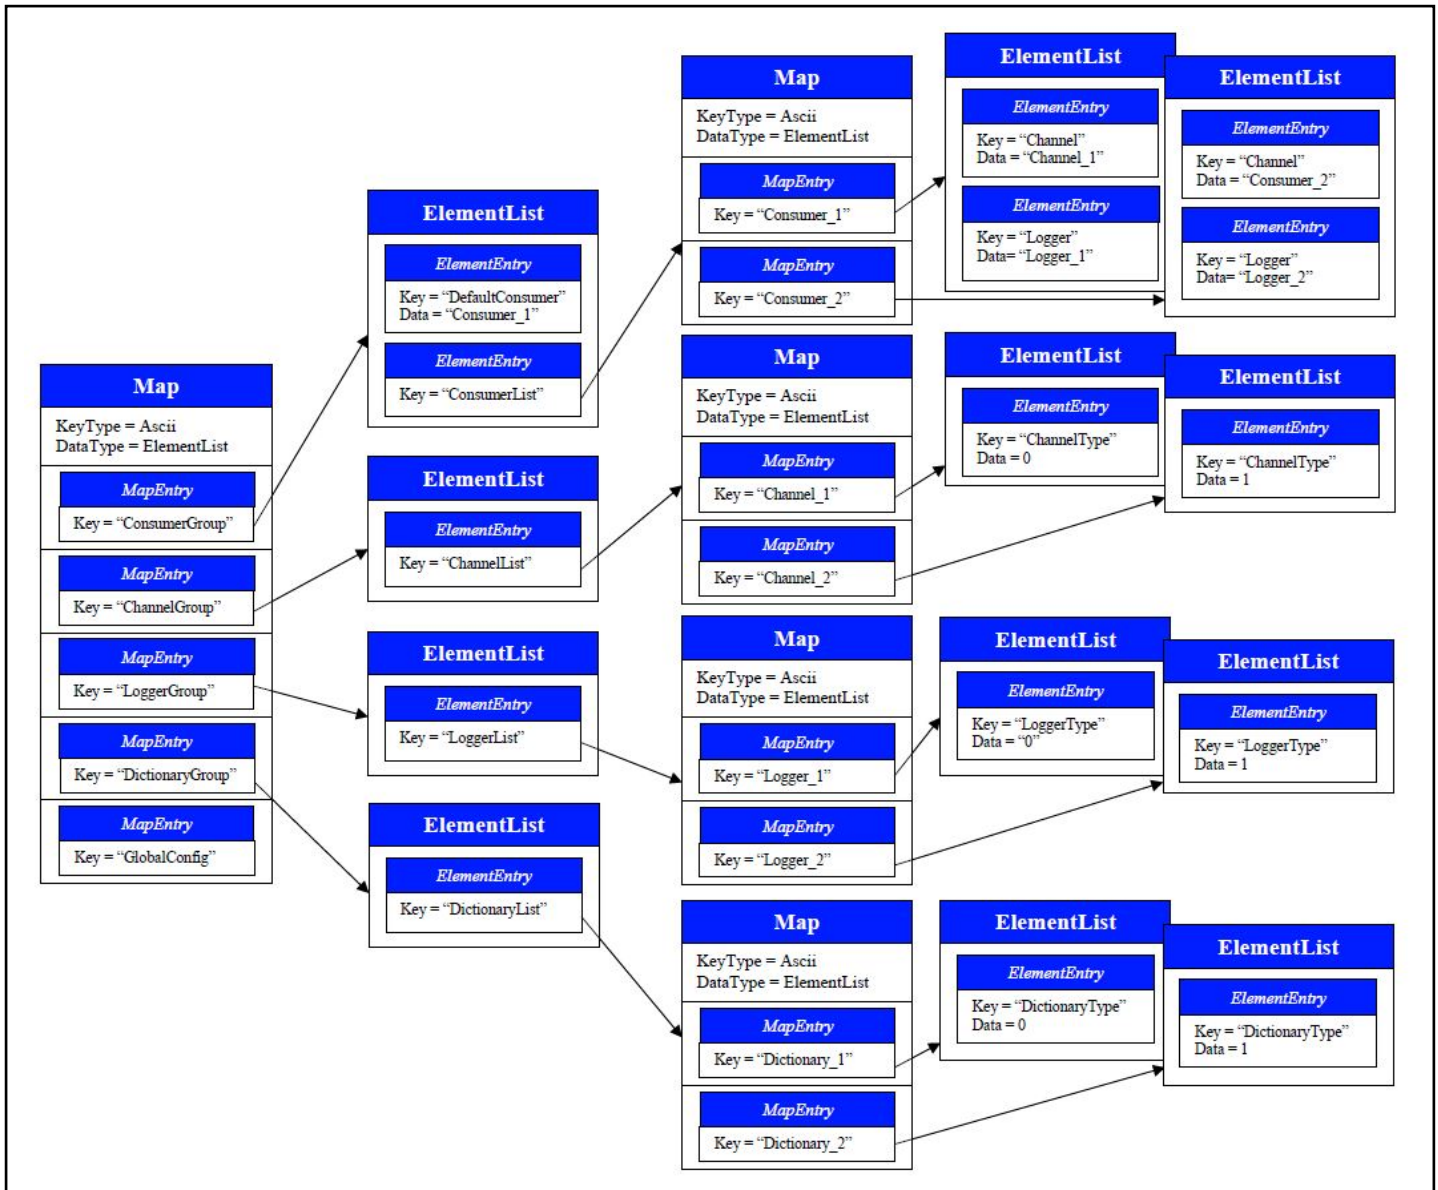 Map
KeyType = Ascii
DataType = ElementList
MapEntry
Key = “ConsumerGroup”
MapEntry
Key = “ChannelGroup”
MapEntry
Key = “LoggerGroup”
MapEntry
Key = “DictionaryGroup”
MapEntry
Key = “GlobalConfig”
ElementList
ElementEntry
Key = “DefaultConsumer”
Data = “Consumer_1”
ElementEntry
Key = “ConsumerList”
ElementList
ElementEntry
Key = “ChannelList”
ElementList
ElementEntry
Key = “LoggerList”
ElementList
ElementEntry
Key = “DictionaryList”
Map
KeyType = Ascii
DataType = ElementList
MapEntry
Key = “Consumer_1”
MapEntry
Key = “Consumer_2”
ElementList
ElementEntry
Key = “Channel”
Data = “Channel_1”
ElementEntry
Key = “Logger”
Data= “Logger_1”
ElementList
ElementEntry
Key = “Channel”
Data= “Consumer_2”
ElementEntry
Key = “Logger”
Data= “Logger_2”
Map
KeyType = Ascii
DataType = ElementList
MapEntry
Key = “Channel_1”
MapEntry
Key = “Channel_2”
ElementList
ElementEntry
Key = “ChannelType”
Data = 0
ElementList
ElementEntry
Key = “ChannelType”
Data = 1
Map
KeyType = Ascii
DataType = ElementList
MapEntry
Key = “Logger_1”
MapEntry
Key = “Logger_2”
ElementList
ElementEntry
Key = “LoggerType”
Data = “0”
ElementList
ElementEntry
Key = “LoggerType”
Data = 1
Map
KeyType = Ascii
DataType = ElementList
MapEntry
Key = “Dictionary_1”
MapEntry
Key = “Dictionary_2”
ElementList
ElementEntry
Key = “DictionaryType”
Data = 0
ElementList
ElementEntry
Key = “DictionaryType”
Data = 1